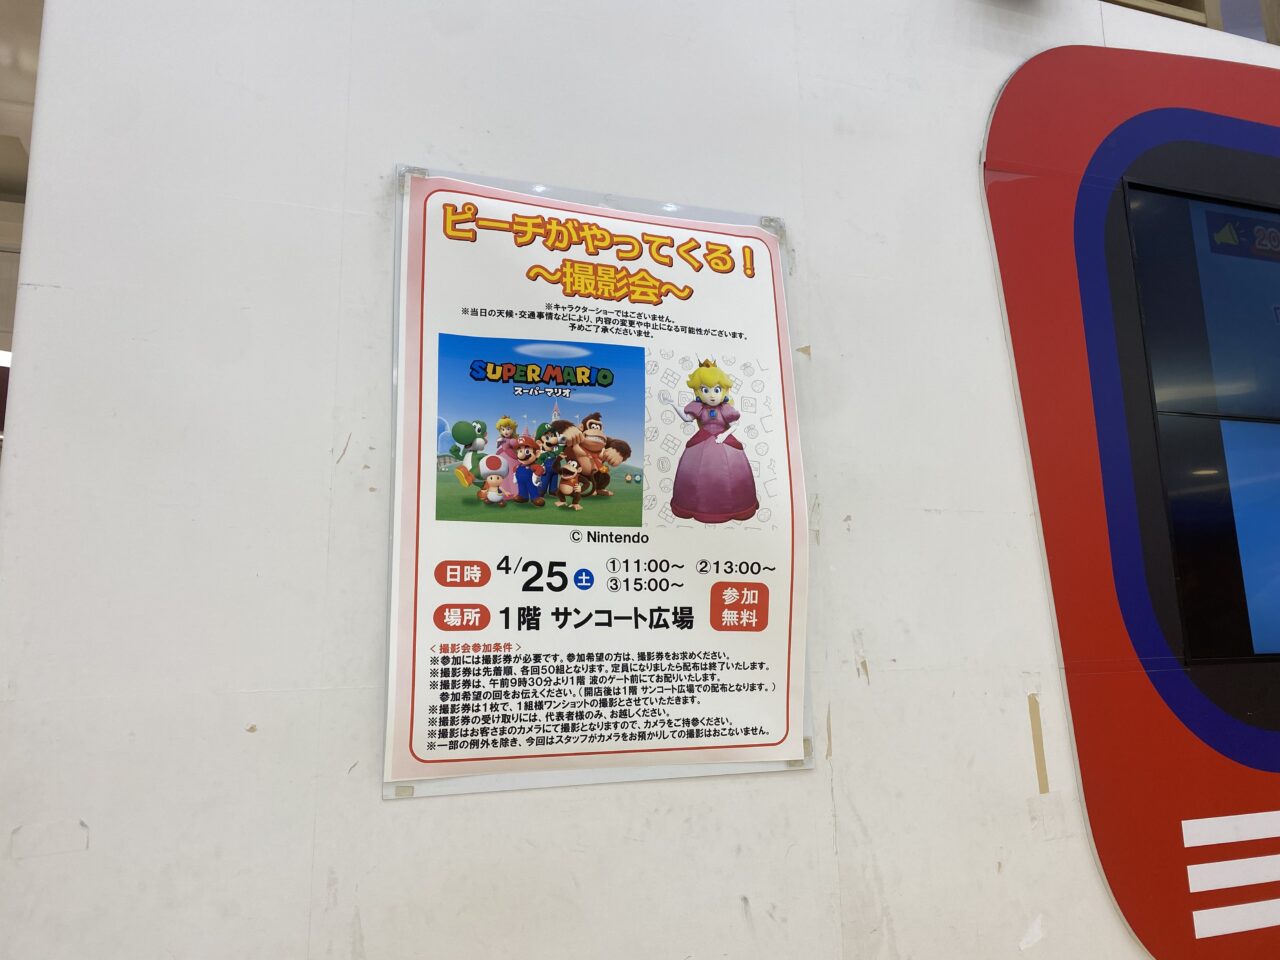 ピーチがやってくる！
～撮影会～
※キャラクターショーではございません。
※当日の天候・交通事情などにより、内容の変更や中止になる可能性がございます。
予めご了承くださいませ。
SUPER MARIO
スーパーマリオ
© Nintendo
日時 4/25 土 ①11:00～ ②13:00～
③15:00～
場所 1階 サンコート広場
参加
無料
＜撮影会参加条件＞
※参加には撮影券が必要です。参加希望の方は、撮影券をお求めください。
※撮影券は先着順、各回50組となります。定員になりましたら配布は終了いたします。
※撮影券は、午前9時30分より1階 波のゲート前にてお配りいたします。
参加希望の回をお伝えください。（開店後は1階 サンコート広場での配布となります。）
※撮影券は1枚で、1組様ワンショットの撮影とさせていただきます。
※撮影券の受け取りには、代表者様のみ、お越しください。
※撮影はお客さまのカメラにて撮影となりますので、カメラをご持参ください。
※一部の例外を除き、今回はスタッフがカメラをお預かりしての撮影はおこないません。